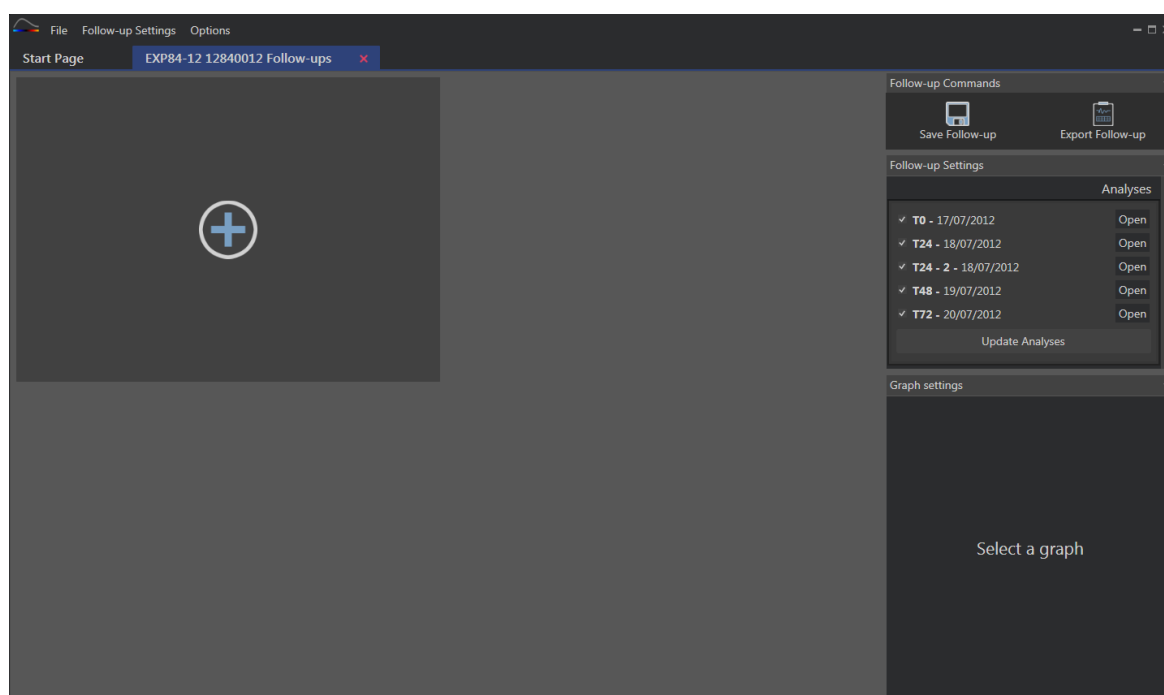 File Follow-up Settings Options
Start Page EXP84-12 12840012 Follow-ups
Follow-up Commands
Save Follow-up Export Follow-up
Follow-up Settings
Analyses
T0 - 17/07/2012 Open
T24 - 18/07/2012 Open
T24 - 2 - 18/07/2012 Open
T48 - 19/07/2012 Open
T72 - 20/07/2012 Open
Update Analyses
Graph settings
Select a graph